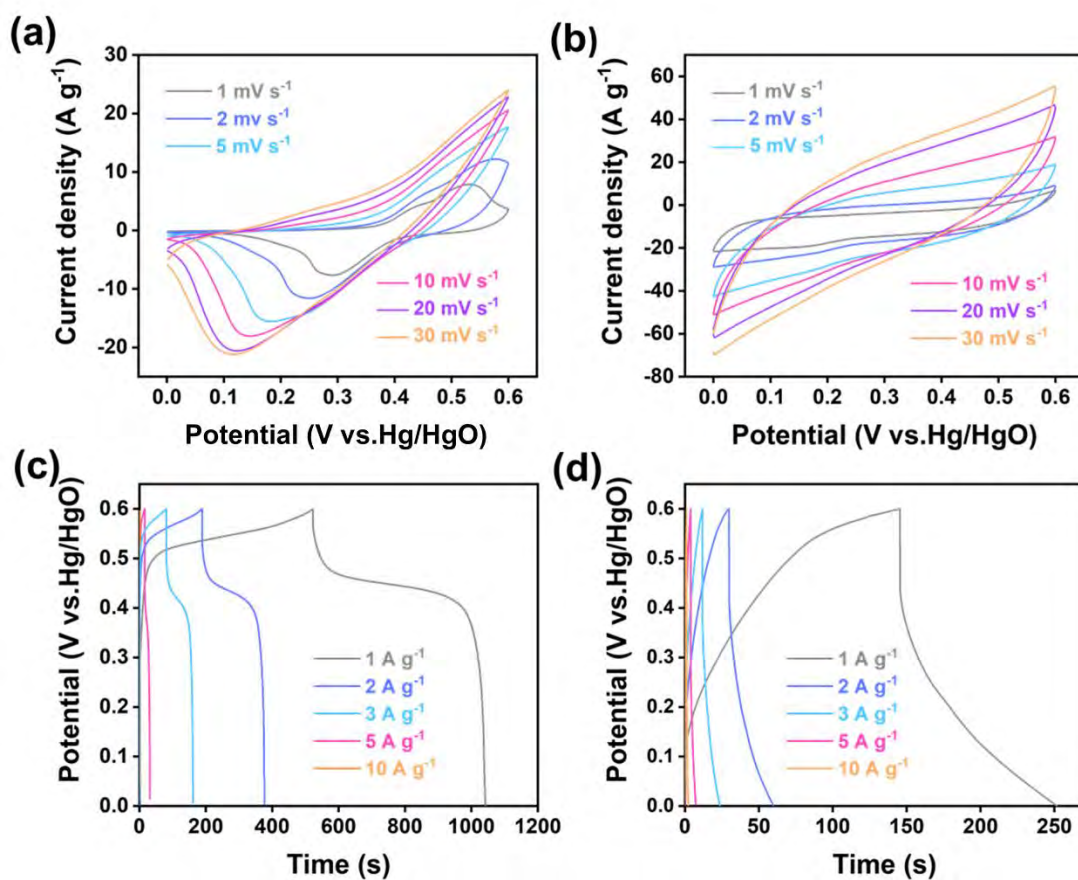 (a)
30
20
10
0
-10
-20
Current density (A g⁻¹)
1 mV s⁻¹
2 mv s⁻¹
5 mV s⁻¹
10 mV s⁻¹
20 mV s⁻¹
30 mV s⁻¹
0.0 0.1 0.2 0.3 0.4 0.5 0.6
Potential (V vs.Hg/HgO)
(b)
60
40
20
0
-20
-40
-60
-80
Current density (A g⁻¹)
1 mV s⁻¹
2 mV s⁻¹
5 mV s⁻¹
10 mV s⁻¹
20 mV s⁻¹
30 mV s⁻¹
0.0 0.1 0.2 0.3 0.4 0.5 0.6
Potential (V vs.Hg/HgO)
(c)
0.6
0.5
0.4
0.3
0.2
0.1
0.0
Potential (V vs.Hg/HgO)
1 A g⁻¹
2 A g⁻¹
3 A g⁻¹
5 A g⁻¹
10 A g⁻¹
0 200 400 600 800 1000 1200
Time (s)
(d)
0.6
0.5
0.4
0.3
0.2
0.1
0.0
Potential (V vs.Hg/HgO)
1 A g⁻¹
2 A g⁻¹
3 A g⁻¹
5 A g⁻¹
10 A g⁻¹
0 50 100 150 200 250
Time (s)